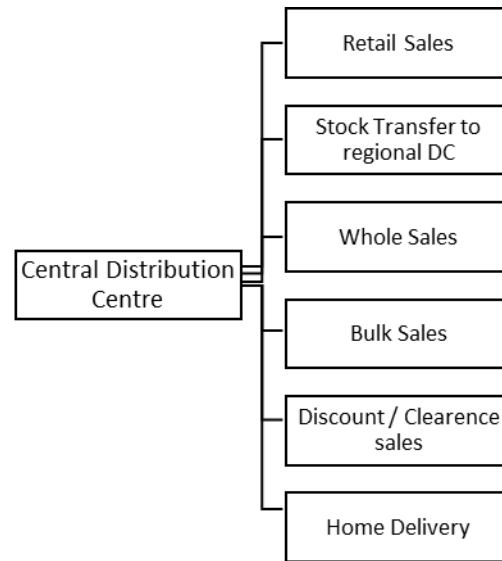 Retail Sales
Stock Transfer to
regional DC
Whole Sales
Central Distribution
Centre
Bulk Sales
Discount / Clearence
sales
Home Delivery